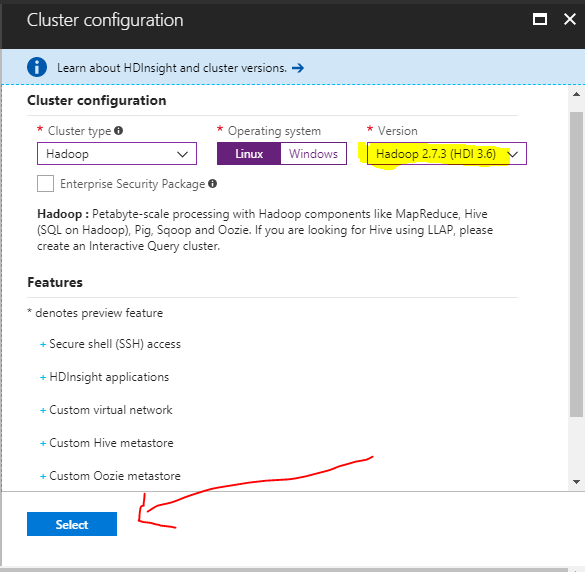 Cluster configuration
Learn about HDInsight and cluster versions. →
Cluster configuration
* Cluster type * Operating system * Version
Hadoop Linux Windows Hadoop 2.7.3 (HDI 3.6)
Enterprise Security Package
Hadoop : Petabyte-scale processing with Hadoop components like MapReduce, Hive
(SQL on Hadoop), Pig, Sqoop and Oozie. If you are looking for Hive using LLAP, please
create an Interactive Query cluster.
Features
* denotes preview feature
+ Secure shell (SSH) access
+ HDInsight applications
+ Custom virtual network
+ Custom Hive metastore
+ Custom Oozie metastore
Select